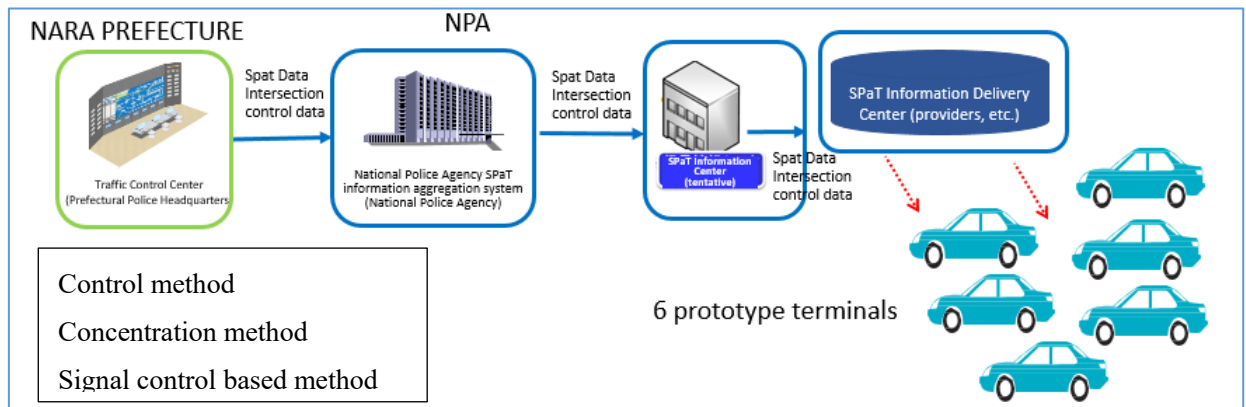 NARA PREFECTURE
NPA
Spat Data
Intersection
control data
Traffic Control Center
(Prefectural Police Headquarters
National Police Agency SPaT
information aggregation system
(National Police Agency)
Spat Data
Intersection
control data
SPaT Information
Center
(tentative)
Spat Data
Intersection
control data
SPaT Information Delivery
Center (providers, etc.)
6 prototype terminals
Control method
Concentration method
Signal control based method